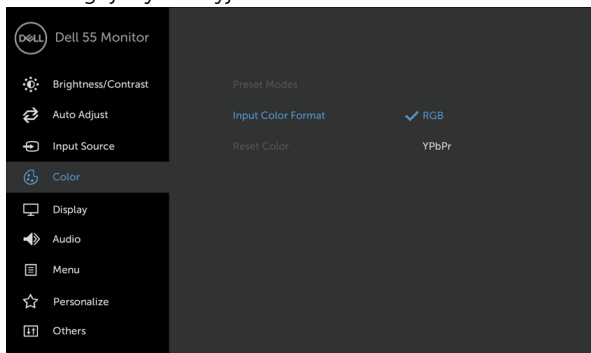 DELL
Dell 55 Monitor
Brightness/Contrast
Auto Adjust
Input Source
Color
Display
Audio
Menu
Personalize
Others
Preset Modes
Input Color Format
RGB
Reset Color
YPbPr